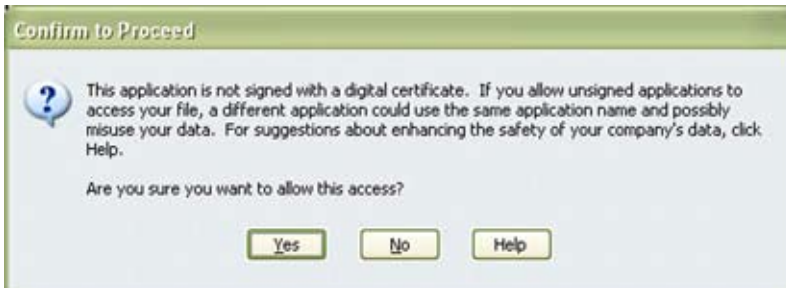 Confirm to Proceed
This application is not signed with a digital certificate.  If you allow unsigned applications to
access your file, a different application could use the same application name and possibly
misuse your data.  For suggestions about enhancing the safety of your company's data, click
Help.
Are you sure you want to allow this access?
Yes No Help